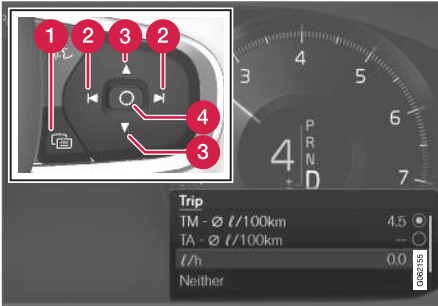 1
2
3
2
4
3
3
4
5
6
7
P
R
N
D
4
±
Trip
TM - Ø ℓ/100km 4.5
TA - Ø ℓ/100km --
ℓ/h 0.0
Neither
G062155